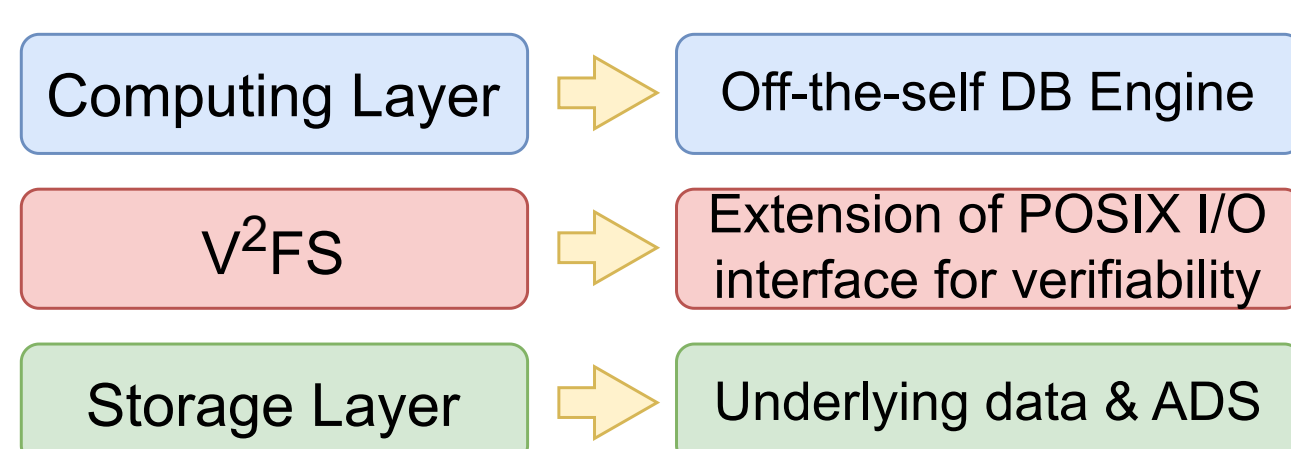 Computing Layer
Off-the-self DB Engine
V²FS
Extension of POSIX I/O
interface for verifiability
Storage Layer
Underlying data & ADS